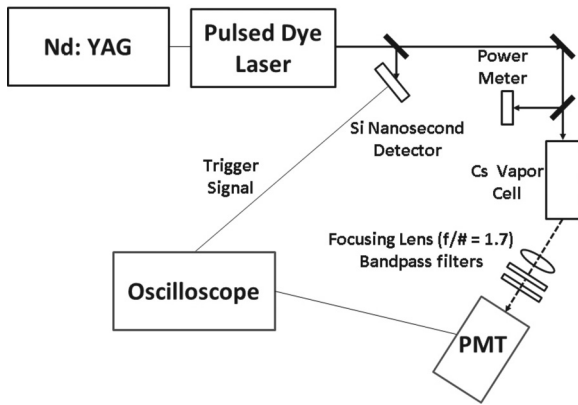 Nd: YAG
Pulsed Dye
Laser
Power
Meter
Si Nanosecond
Detector
Trigger
Signal
Cs Vapor
Cell
Focusing Lens (f/# = 1.7)
Bandpass filters
Oscilloscope
PMT